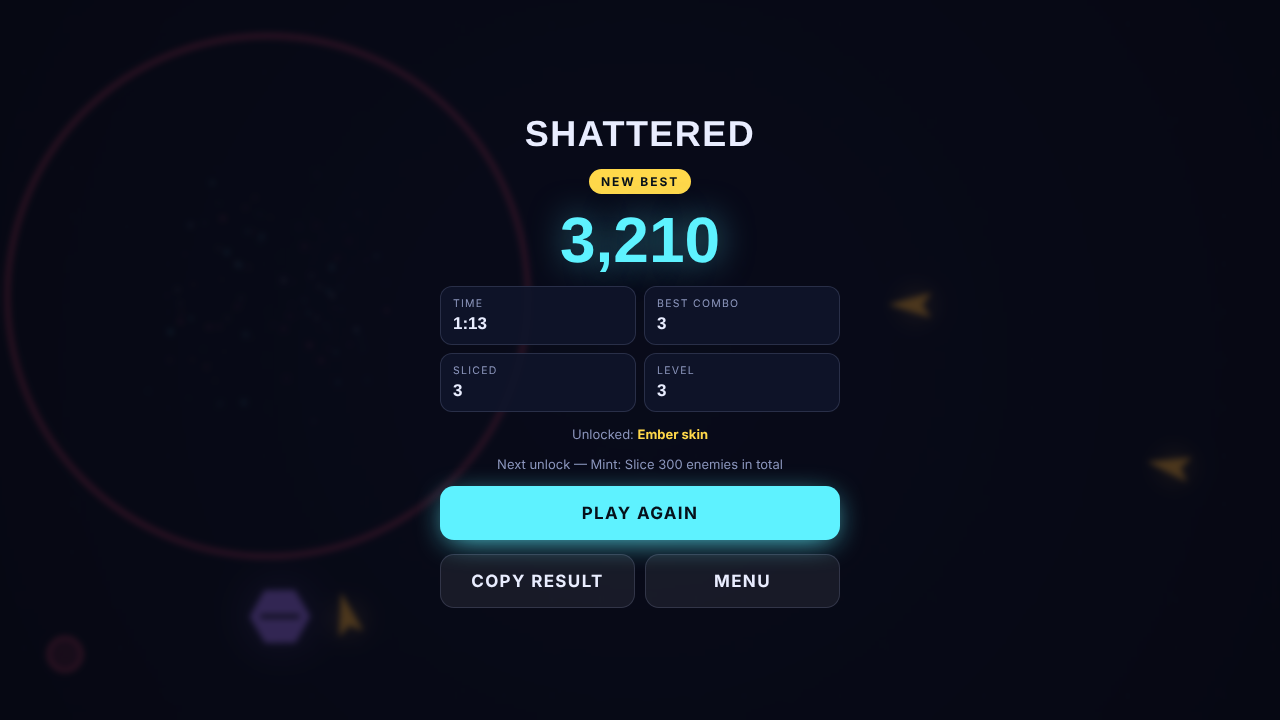 SHATTERED
NEW BEST
3,210
TIME
1:13
BEST COMBO
3
SLICED
3
LEVEL
3
Unlocked: Ember skin
Next unlock — Mint: Slice 300 enemies in total
PLAY AGAIN
COPY RESULT
MENU